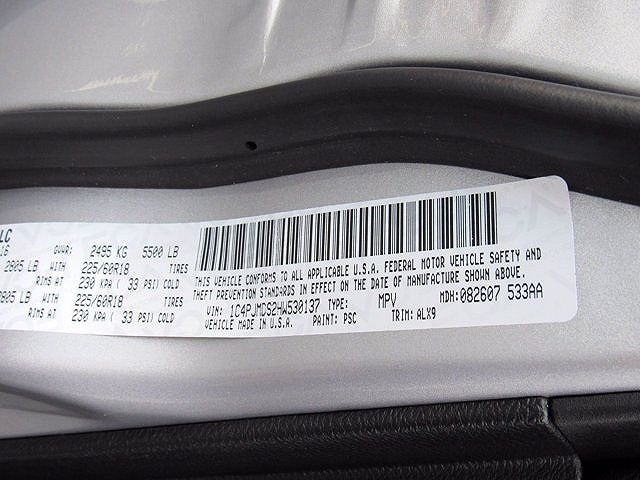 LC
16 GVWR: 2495 KG 5500 LB
2805 LB WITH 225/60R18 TIRES
RIMS AT 230 KPA ( 33 PSI) COLD
2805 LB WITH 225/60R18 TIRES
RIMS AT 230 KPA ( 33 PSI) COLD
THIS VEHICLE CONFORMS TO ALL APPLICABLE U.S.A. FEDERAL MOTOR VEHICLE SAFETY AND
THEFT PREVENTION STANDARDS IN EFFECT ON THE DATE OF MANUFACTURE SHOWN ABOVE.
VIN: 1C4PJMDS2HW530137 TYPE: MPV MDH:082607 533AA
VEHICLE MADE IN U.S.A. PAINT: PSC TRIM: ALX9